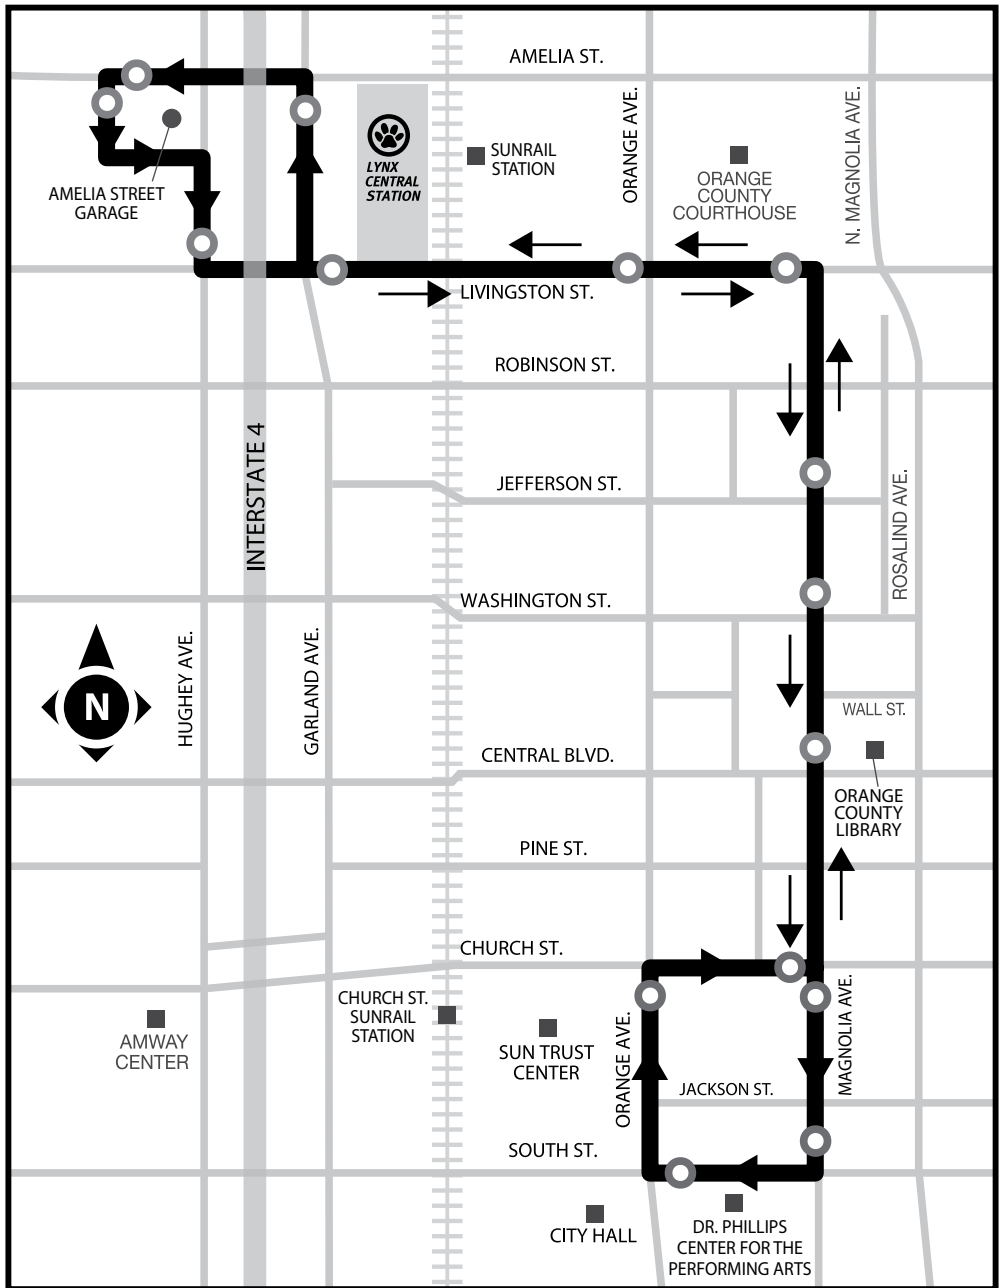 AMELIA ST.
ORANGE AVE.
N. MAGNOLIA AVE.
LYNX
CENTRAL
STATION
SUNRAIL
STATION
ORANGE
COUNTY
COURTHOUSE
AMELIA STREET
GARAGE
LIVINGSTON ST.
ROBINSON ST.
INTERSTATE 4
JEFFERSON ST.
ROSALIND AVE.
WASHINGTON ST.
HUGHEY AVE.
GARLAND AVE.
N
WALL ST.
CENTRAL BLVD.
ORANGE
COUNTY
LIBRARY
PINE ST.
CHURCH ST.
CHURCH ST.
SUNRAIL
STATION
AMWAY
CENTER
SUN TRUST
CENTER
ORANGE AVE.
MAGNOLIA AVE.
JACKSON ST.
SOUTH ST.
CITY HALL
DR. PHILLIPS
CENTER FOR THE
PERFORMING ARTS